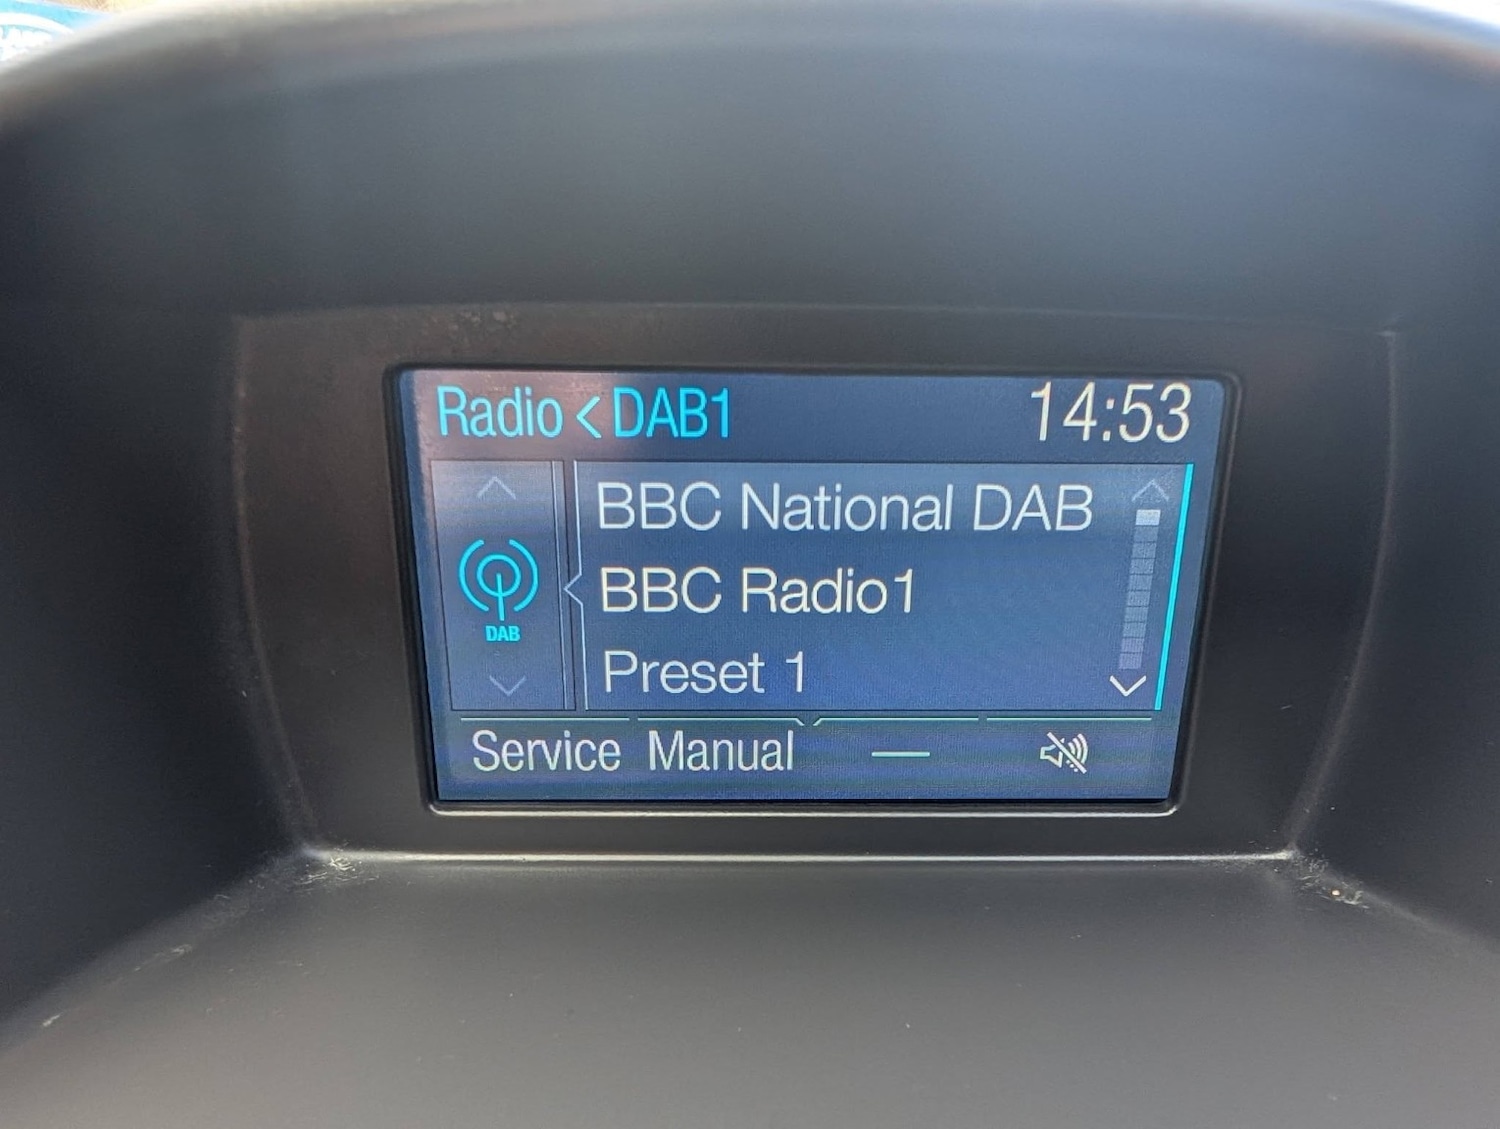 Radio < DAB1 14:53
BBC National DAB
BBC Radio1
DAB
Preset 1
Service Manual